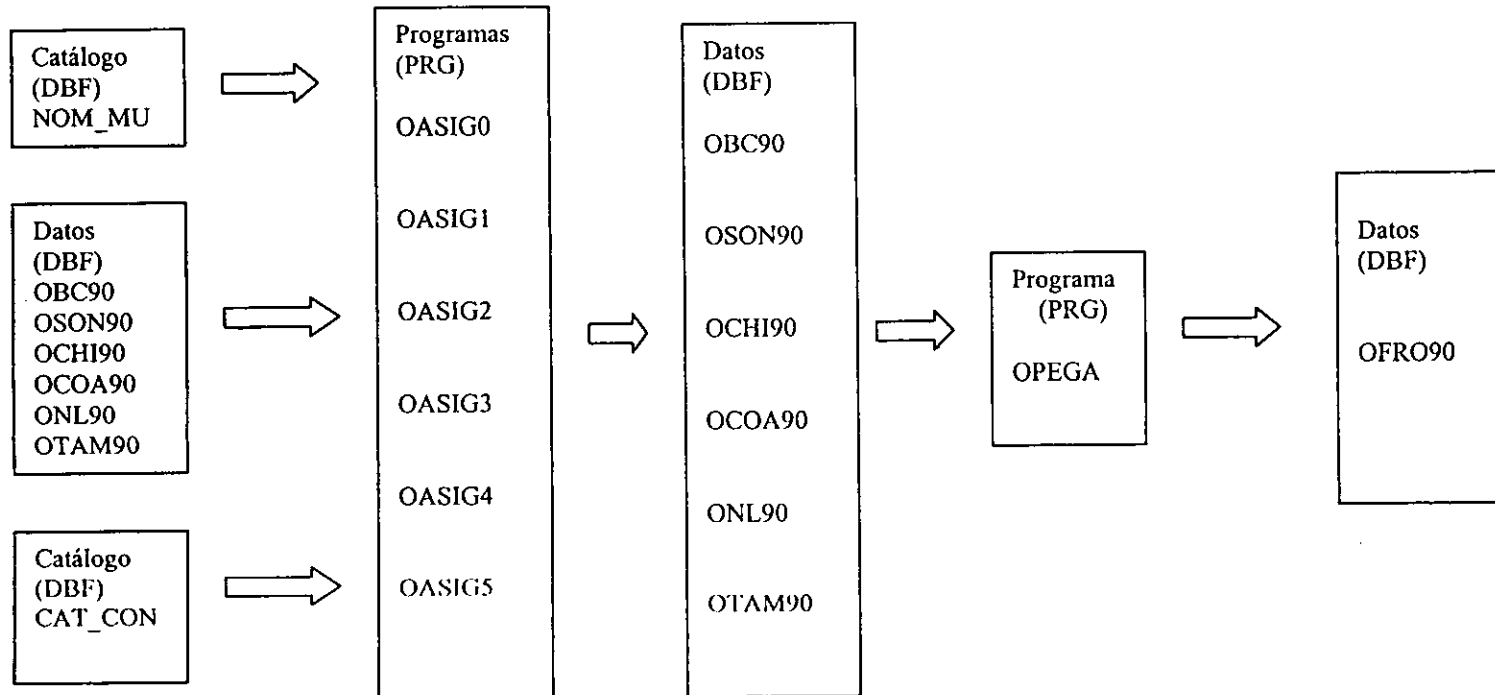 Catálogo
(DBF)
NOM_MU
Datos
(DBF)
OBC90
OSON90
OCHI90
OCOA90
ONL90
OTAM90
Catálogo
(DBF)
CAT_CON
Programas
(PRG)
OASIG0
OASIG1
OASIG2
OASIG3
OASIG4
OASIG5
Datos
(DBF)
OBC90
OSON90
OCHI90
OCOA90
ONL90
OTAM90
Programa
(PRG)
OPEGA
Datos
(DBF)
OFRO90